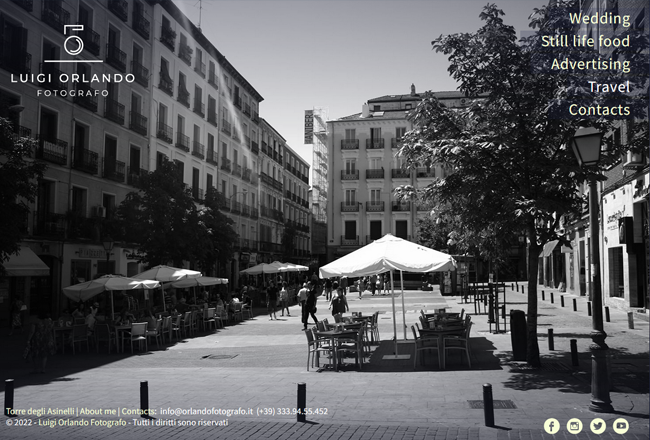 LUIGI ORLANDO
FOTOGRAFO
Wedding
Still life food
Advertising
Travel
Contacts
Torre degli Asinelli | About me | Contacts: info@orlandofotografo.it (+39) 333.94.55.452
© 2022 - Luigi Orlando Fotografo - Tutti i diritti sono riservati